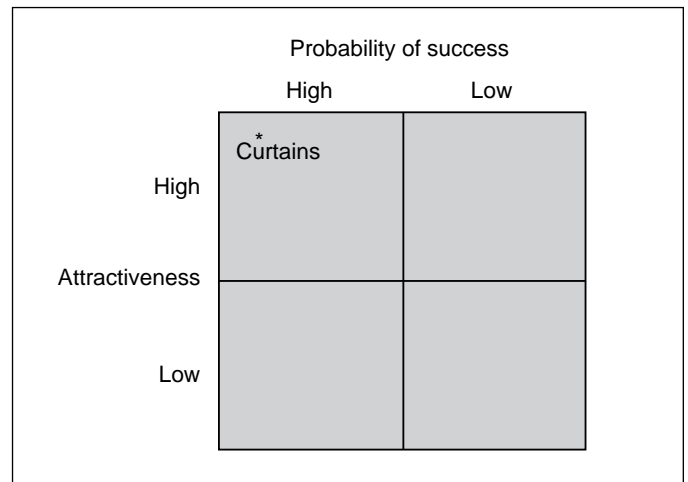 Probability of success
High Low
*
Curtains
High
Attractiveness
Low